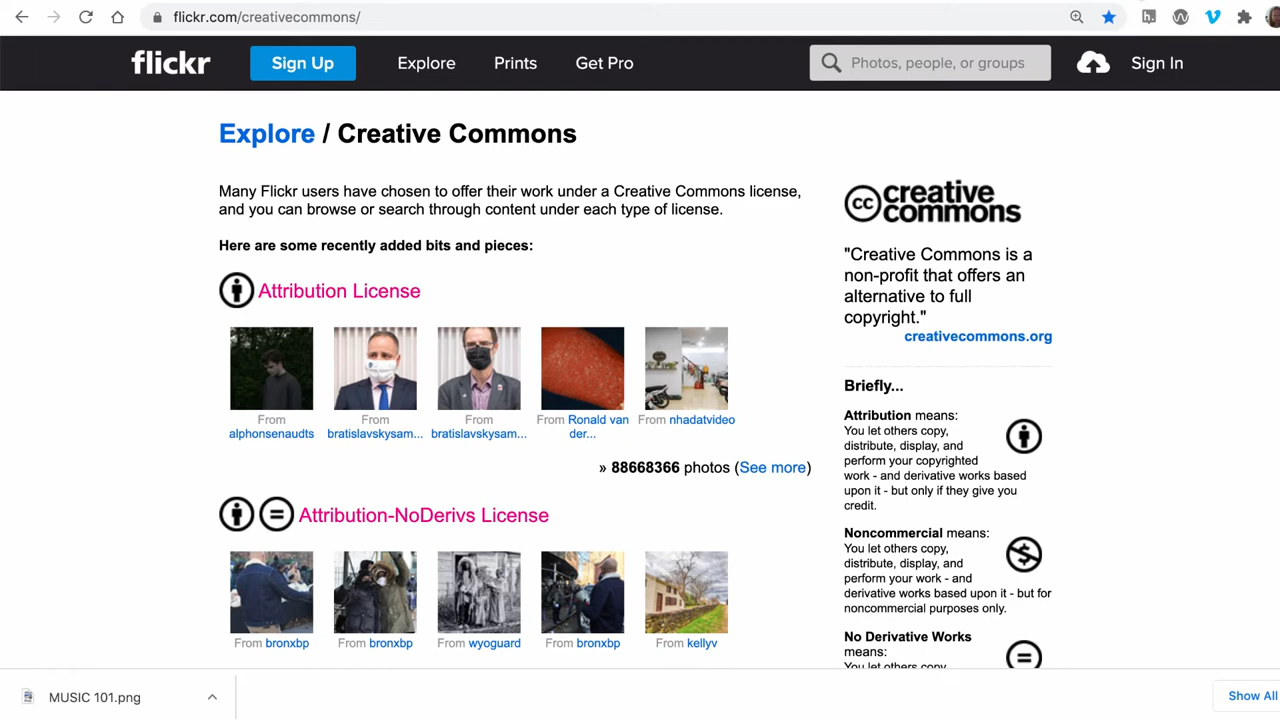 flickr.com/creativecommons/
flickr
Sign Up
Explore
Prints
Get Pro
Photos, people, or groups
Sign In
Explore / Creative Commons
Many Flickr users have chosen to offer their work under a Creative Commons license,
and you can browse or search through content under each type of license.
Here are some recently added bits and pieces:
Attribution License
From
alphonsenaudts
From
bratislavskysam...
From
bratislavskysam...
From Ronald van
der...
From nhadatvideo
» 88668366 photos (See more)
Attribution-NoDerivs License
From bronxbp
From bronxbp
From wyoguard
From bronxbp
From kellyv
cc creative
commons
"Creative Commons is a
non-profit that offers an
alternative to full
copyright."
creativecommons.org
Briefly...
Attribution means:
You let others copy,
distribute, display, and
perform your copyrighted
work - and derivative works based
upon it - but only if they give you
credit.
Noncommercial means:
You let others copy,
distribute, display, and
perform your work - and
derivative works based upon it - but for
noncommercial purposes only.
No Derivative Works
means:
You let others copy
MUSIC 101.png
Show All